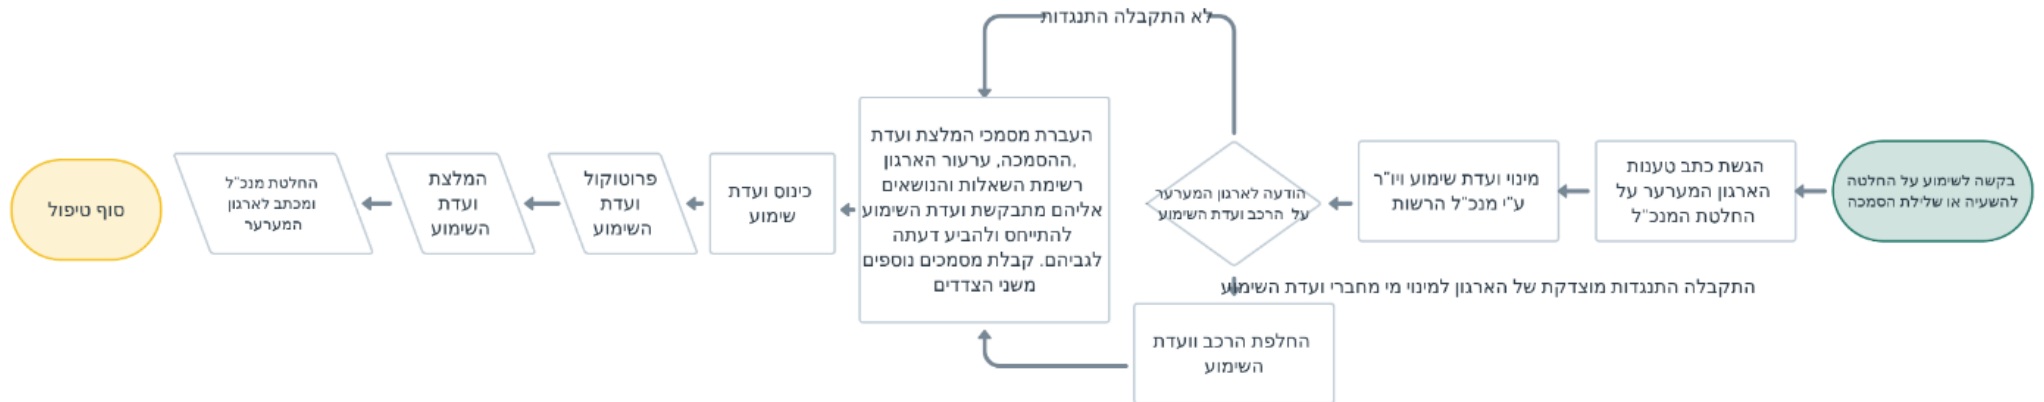 בקשה לשימוע על החלטה
להשעיה או שלילת הסמכה
הגשת כתב טענות
הארגון המערער על
החלטת המנכ"ל
מינוי ועדת שימוע ויו"ר
ע"י מנכ"ל הרשות
הודעה לארגון המערער
על הרכב ועדת השימוע
לא התקבלה התנגדות
התקבלה התנגדות מוצדקת של הארגון למינוי מי מחברי ועדת השימוע
החלפת הרכב וועדת
השימוע
העברת מסמכי המלצת ועדת
,ההסמכה, ערעור הארגון
רשימת השאלות והנושאים
אליהם מתבקשת ועדת השימוע
להתייחס ולהביע דעתה
לגביהם. קבלת מסמכים נוספים
משני הצדדים
כינוס ועדת
שימוע
פרוטוקול
ועדת
השימוע
המלצת
ועדת
השימוע
החלטת מנכ"ל
ומכתב לארגון
המערער
סוף טיפול